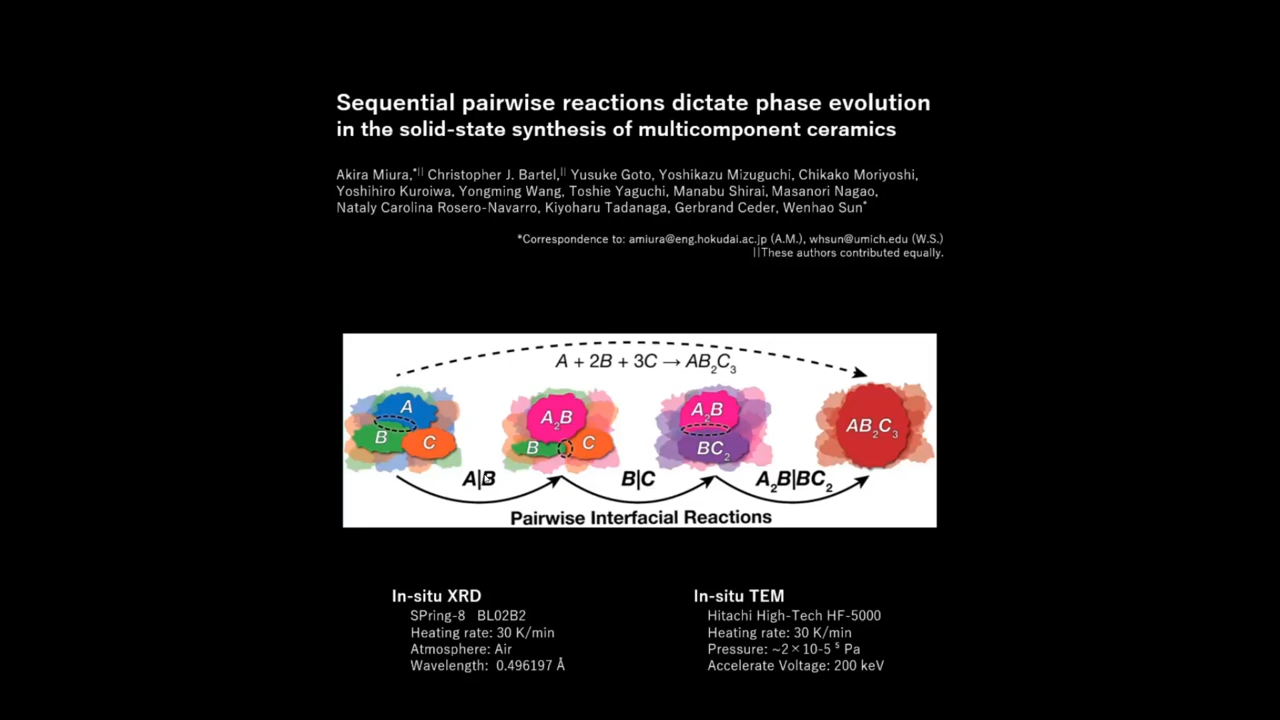 Sequential pairwise reactions dictate phase evolution
in the solid-state synthesis of multicomponent ceramics
Akira Miura,*|| Christopher J. Bartel,|| Yusuke Goto, Yoshikazu Mizuguchi, Chikako Moriyoshi,
Yoshihiro Kuroiwa, Yongming Wang, Toshie Yaguchi, Manabu Shirai, Masanori Nagao,
Nataly Carolina Rosero-Navarro, Kiyoharu Tadanaga, Gerbrand Ceder, Wenhao Sun*
*Correspondence to: amiura@eng.hokudai.ac.jp (A.M.), whsun@umich.edu (W.S.)
||These authors contributed equally.
A + 2B + 3C → AB₂C₃
A
B
C
A₂B
B
C
A₂B
BC₂
AB₂C₃
A|B
B|C
A₂B|BC₂
Pairwise Interfacial Reactions
In-situ XRD
SPring-8 BL02B2
Heating rate: 30 K/min
Atmosphere: Air
Wavelength: 0.496197 Å
In-situ TEM
Hitachi High-Tech HF-5000
Heating rate: 30 K/min
Pressure: ~2×10-5 ⁵ Pa
Accelerate Voltage: 200 keV